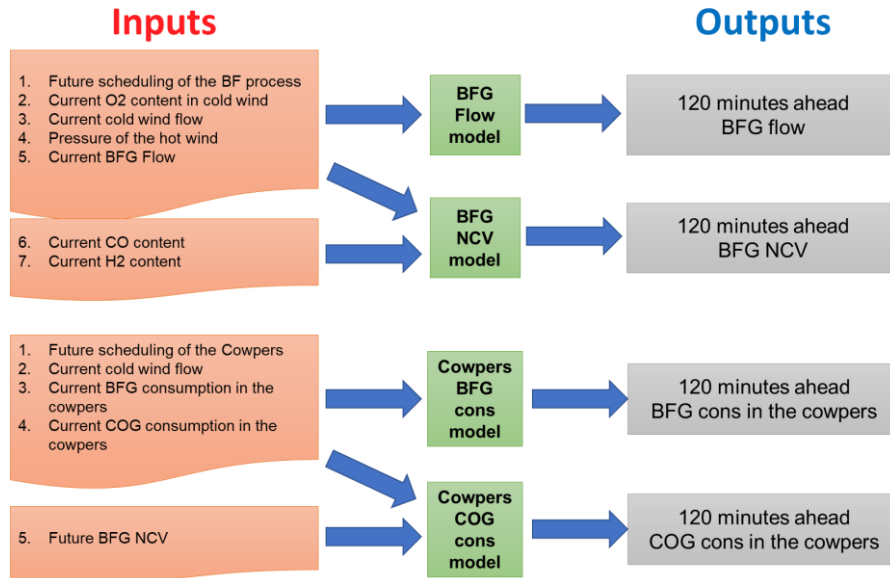 Inputs
Outputs
1. Future scheduling of the BF process
2. Current O2 content in cold wind
3. Current cold wind flow
4. Pressure of the hot wind
5. Current BFG Flow
BFG
Flow
model
120 minutes ahead
BFG flow
6. Current CO content
7. Current H2 content
BFG
NCV
model
120 minutes ahead
BFG NCV
1. Future scheduling of the Cowpers
2. Current cold wind flow
3. Current BFG consumption in the
cowpers
4. Current COG consumption in the
cowpers
Cowpers
BFG
cons
model
120 minutes ahead
BFG cons in the cowpers
5. Future BFG NCV
Cowpers
COG
cons
model
120 minutes ahead
COG cons in the cowpers